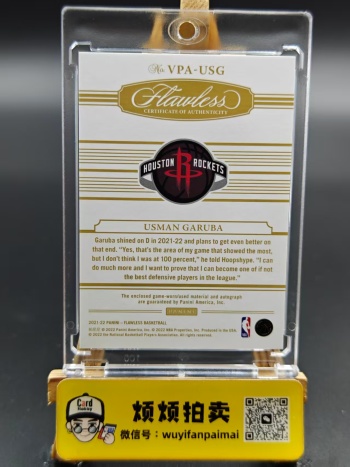 No. VPA-USG
Flawless
CERTIFICATE OF AUTHENTICITY
HOUSTON R ROCKETS
USMAN GARUBA
Garuba shined on D in 2021-22 and plans to get even better on
that end. "Yes, that's the area of my game that showed the most,
but I don't think I was at 100 percent," he told Hoopshype. "I can
do much more and I want to prove that I can become one of if not
the best defensive players in the league."
The enclosed game-worn/used material and autograph
are guaranteed by Panini America, Inc.
PANINI
2021-22 PANINI - FLAWLESS BASKETBALL
NBA
Card
烦烦拍卖
微信号：wuyifanpaimai